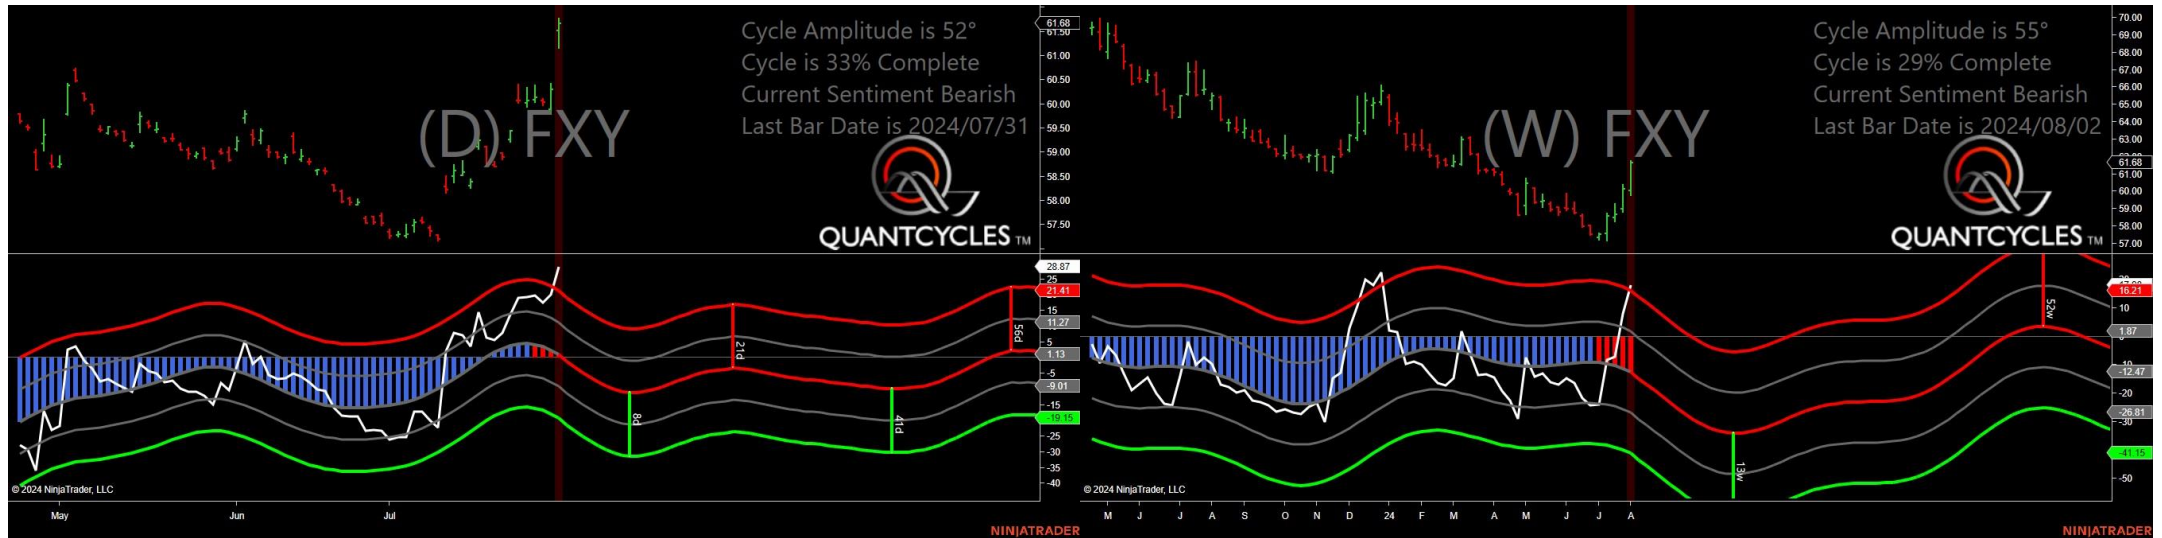 Cycle Amplitude is 52°
Cycle is 33% Complete
Current Sentiment Bearish
Last Bar Date is 2024/07/31
(D) FXY
QUANTCYCLES TM
61.68
61.50
61.00
60.50
60.00
59.50
59.00
58.50
58.00
57.50
28.87
25
21.41
15
11.27
1.13
-5
-9.01
-15
-19.15
-25
-30
-35
-40
8d
21d
41d
56d
© 2024 NinjaTrader, LLC
May Jun Jul
NINJATRADER
Cycle Amplitude is 55°
Cycle is 29% Complete
Current Sentiment Bearish
Last Bar Date is 2024/08/02
(W) FXY
QUANTCYCLES TM
70.00
69.00
68.00
67.00
66.00
65.00
64.00
63.00
61.68
61.00
60.00
59.00
58.00
57.00
16.21
10
1.87
-10
-12.47
-20
-26.81
-30
-41.15
-50
13w
52w
© 2024 NinjaTrader, LLC
M J J A S O N D 24 F M A M J J A
NINJATRADER